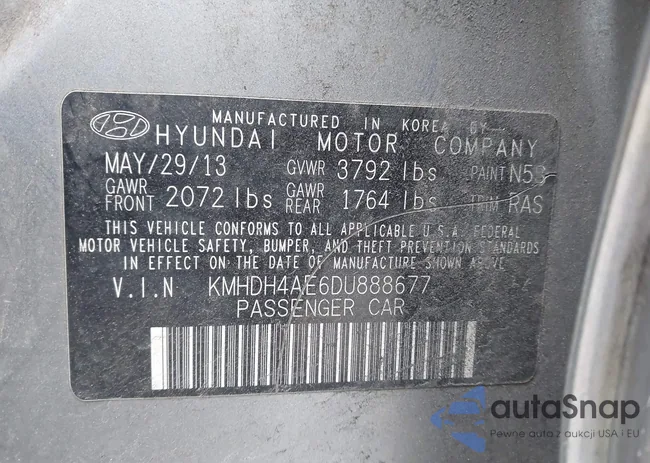 MANUFACTURED IN KOREA BY
HYUNDAI MOTOR COMPANY
MAY/29/13 GVWR 3792 lbs PAINT
GAWR FRONT 2072 lbs GAWR REAR 1764 lbs TRIM RAS
THIS VEHICLE CONFORMS TO ALL APPLICABLE U.S.A. FEDERAL
MOTOR VEHICLE SAFETY, BUMPER, AND THEFT PREVENTION STANDARDS
IN EFFECT ON THE DATE OF MANUFACTURE SHOWN ABOVE.
V.I.N KMHDH4AE6DU888677
PASSENGER CAR
autaSnap
Pewne auta z aukcji USA i EU